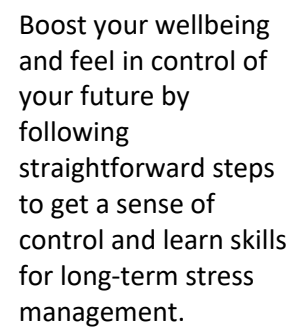 Boost your wellbeing
and feel in control of
your future by
following
straightforward steps
to get a sense of
control and learn skills
for long-term stress
management.